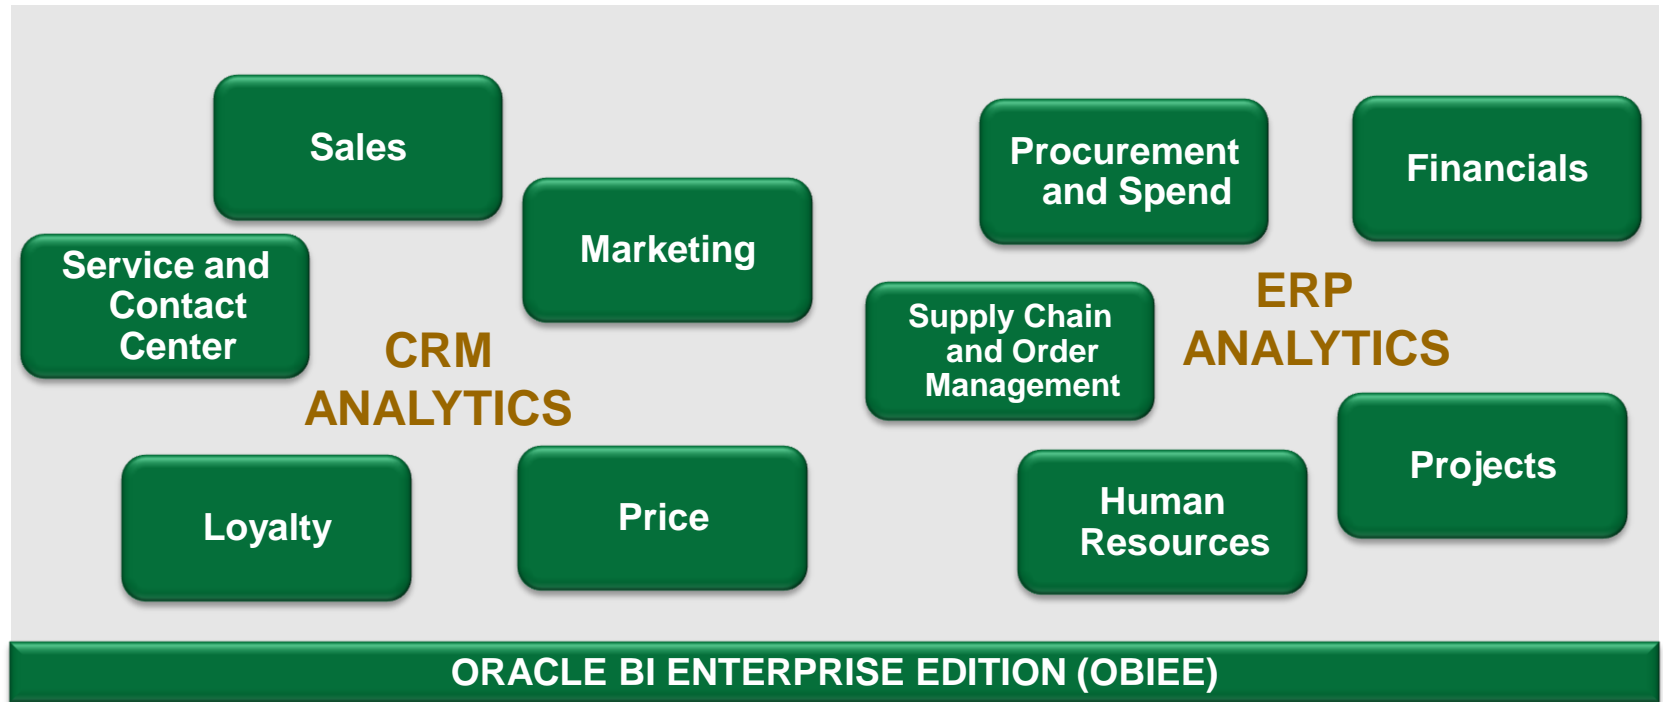 Sales
Marketing
Service and
Contact
Center
CRM
ANALYTICS
Loyalty
Price
Procurement
and Spend
Financials
Supply Chain
and Order
Management
ERP
ANALYTICS
Human
Resources
Projects
ORACLE BI ENTERPRISE EDITION (OBIEE)